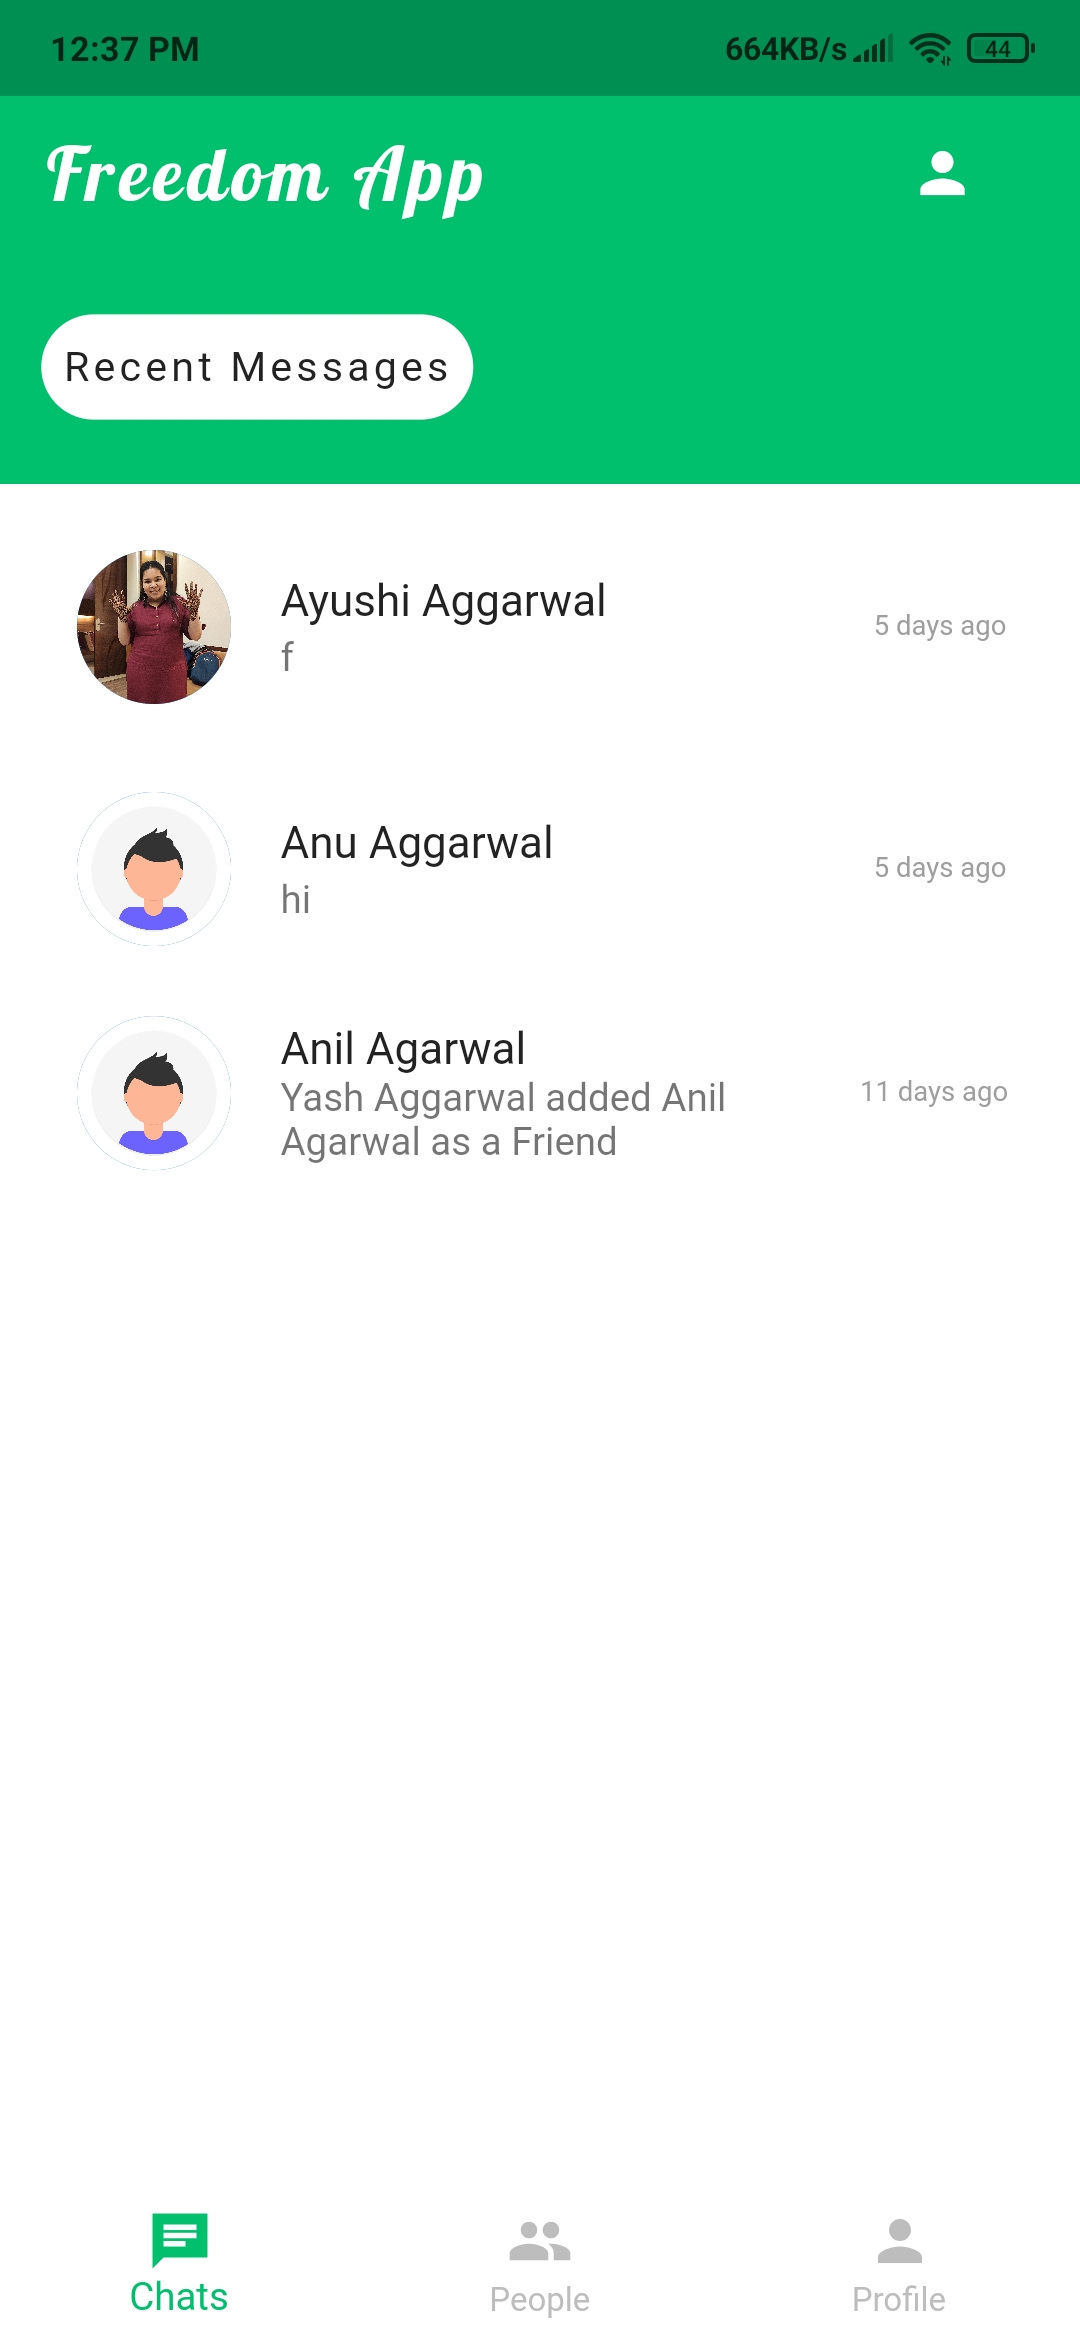 12:37 PM
664KB/s
44
Freedom App
Recent Messages
Ayushi Aggarwal
f
5 days ago
Anu Aggarwal
hi
5 days ago
Anil Agarwal
Yash Aggarwal added Anil
Agarwal as a Friend
11 days ago
Chats
People
Profile